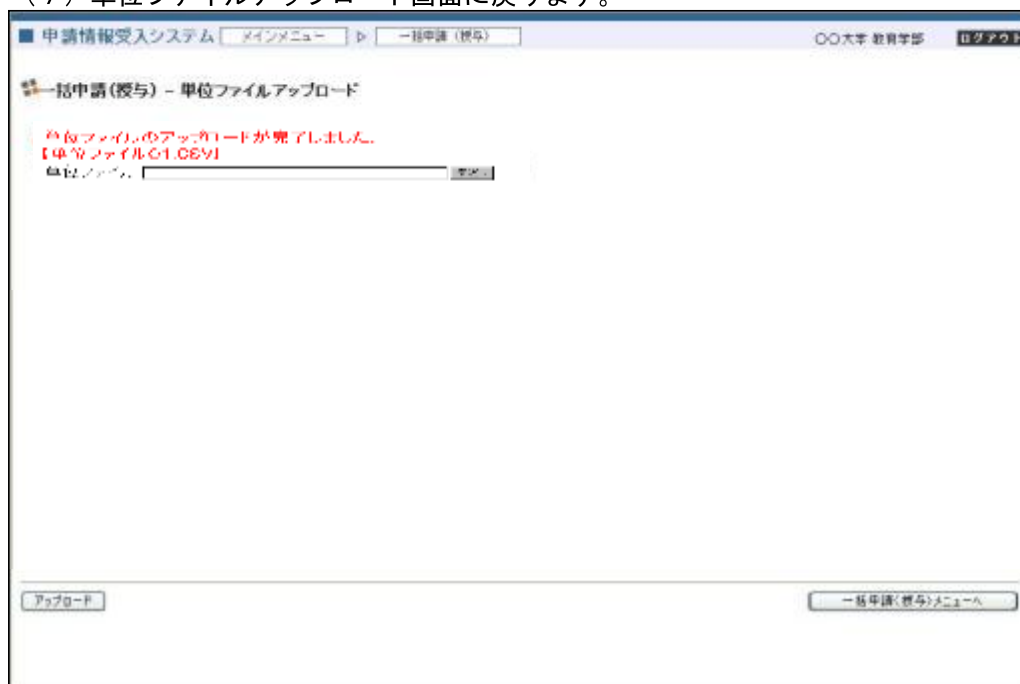 （７）単位ファイルアップロード画面に戻ります。
■ 申請情報受入システム メインメニュー ▷ 一括申請（授与） 〇〇大学 教育学部 ログアウト
一括申請(授与) － 単位ファイルアップロード
単位ファイルのアップロードが完了しました。
【単位ファイル01.CSV】
単位ファイル
アップロード 一括申請(授与)メニューへ